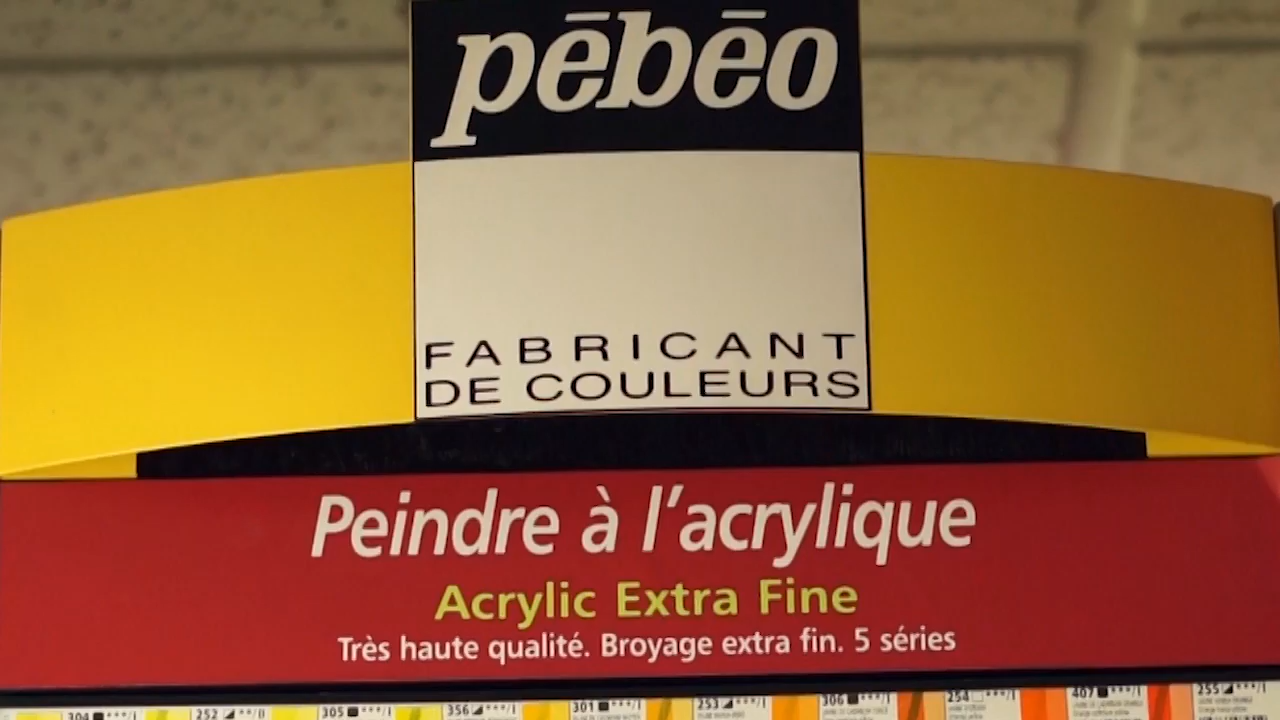 pēbēo
FABRICANT
DE COULEURS
Peindre à l'acrylique
Acrylic Extra Fine
Très haute qualité. Broyage extra fin. 5 séries
304 ***/I 252 **/II 305 ***/I 356 ***/I 301 ***/I 253 ***/I 306 ***/I 254 ***/I 407 ***/I 255 ***/I